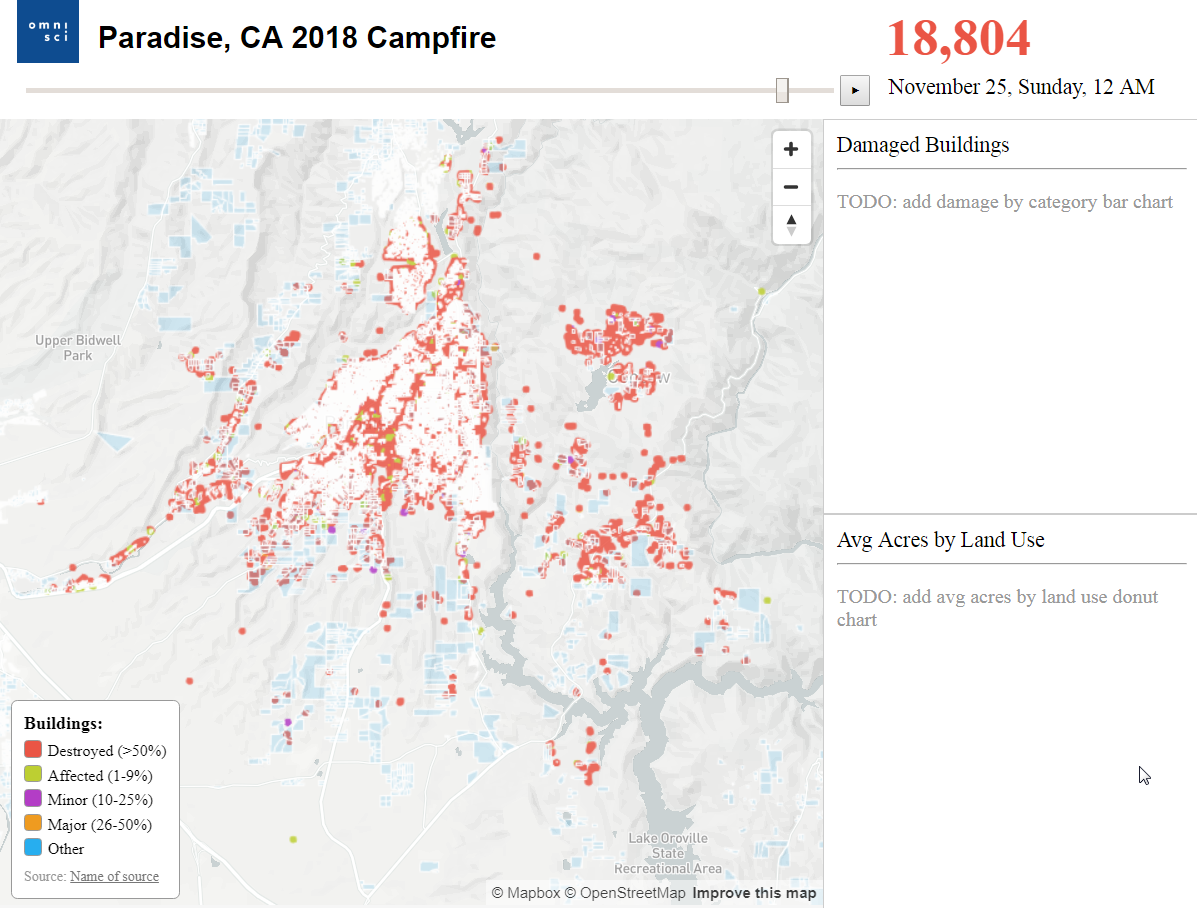 omni
sci
Paradise, CA 2018 Campfire
18,804
November 25, Sunday, 12 AM
Damaged Buildings
TODO: add damage by category bar chart
Upper Bidwell
Park
Avg Acres by Land Use
TODO: add avg acres by land use donut
chart
Buildings:
Destroyed (>50%)
Affected (1-9%)
Minor (10-25%)
Major (26-50%)
Other
Source: Name of source
Lake Oroville
State
Recreational Area
© Mapbox © OpenStreetMap Improve this map